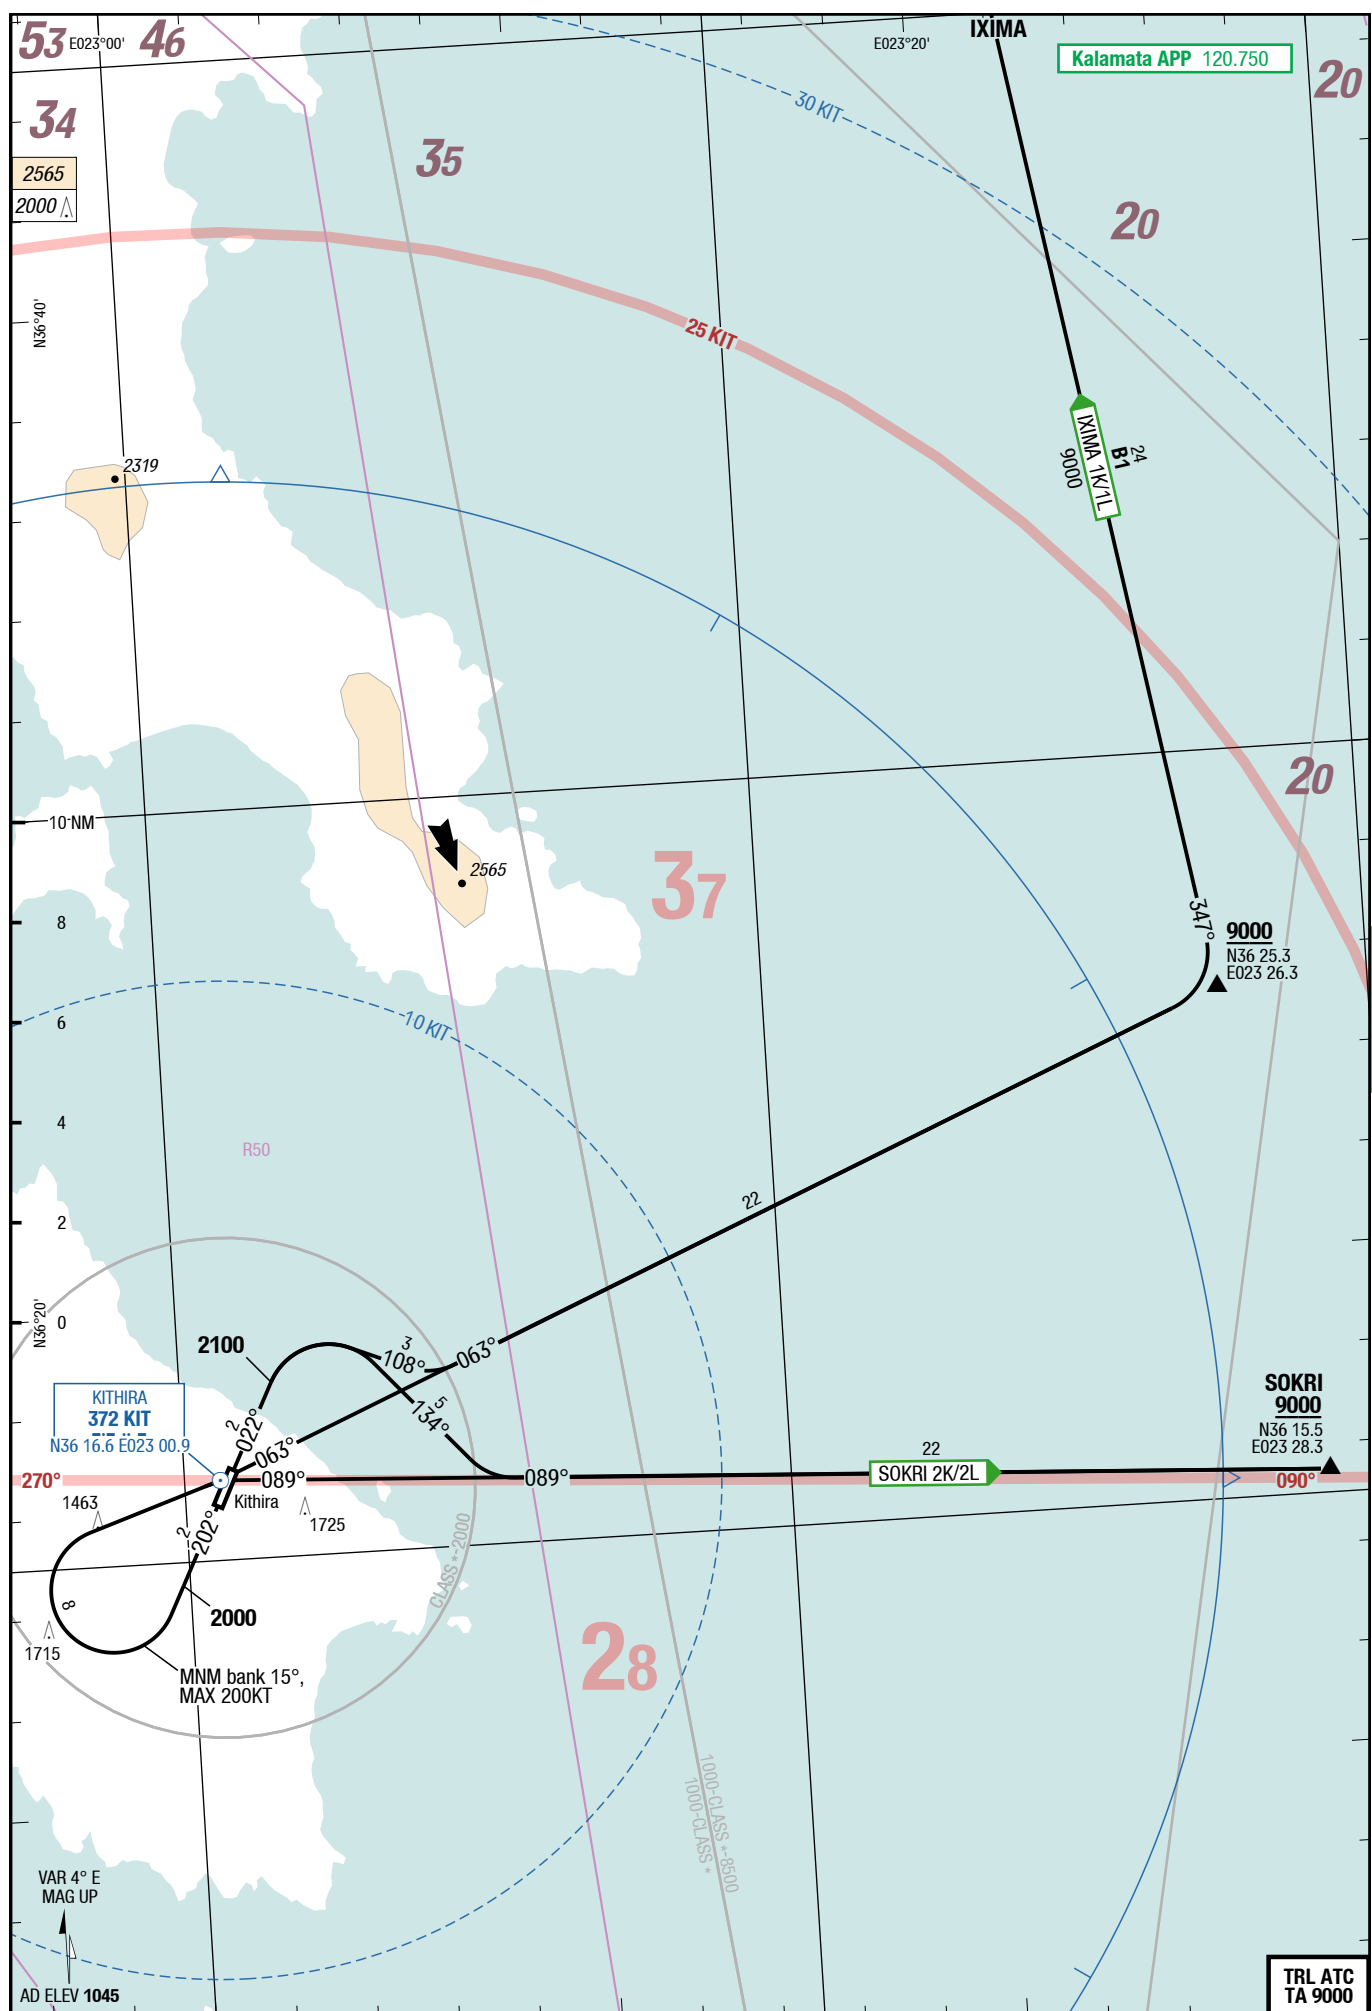 53
E023°00'
46
IXIMA
E023°20'
Kalamata APP 120.750
20
34
35
30 KIT
2565
2000
20
N36°40'
25 KIT
24
B1
IXIMA 1K/1L
9000
2319
20
10 NM
2565
37
347°
9000
N36 25.3
E023 26.3
8
6
10 KIT
4
R50
22
2
N36°20'
0
2100
3
108°
063°
5
134°
KITHIRA
372 KIT
N36 16.6 E023 00.9
2
022°
063°
089°
089°
22
SOKRI 2K/2L
SOKRI
9000
N36 15.5
E023 28.3
270°
090°
1463
Kithira
1725
2
202°
CLASS *-2000
8
2000
1715
MNM bank 15°,
MAX 200KT
28
1000-CLASS *-8500
1000-CLASS *
VAR 4° E
MAG UP
AD ELEV 1045
TRL ATC
TA 9000